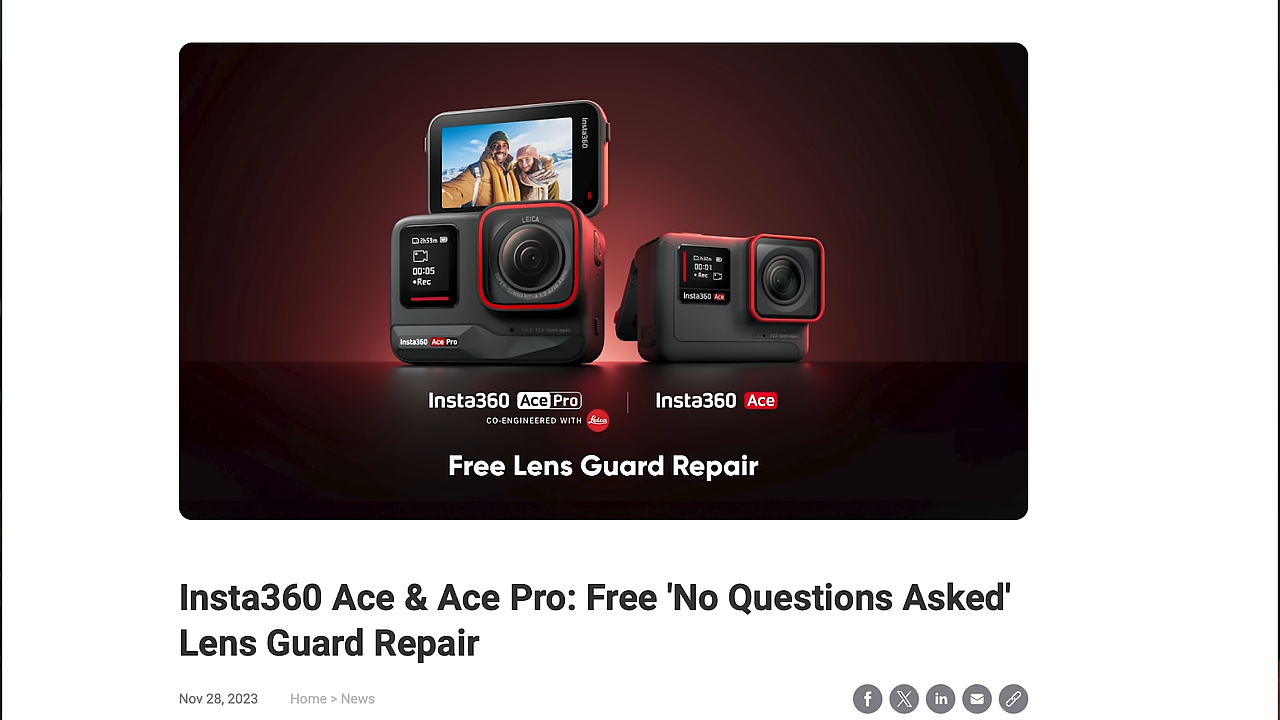 Insta360
LEICA
2h59m
00:05
Rec
Insta360 Ace Pro
1h32m
00:01
Rec
Insta360 Ace
Insta360 Ace Pro
CO-ENGINEERED WITH Leica
Insta360 Ace
Free Lens Guard Repair
Insta360 Ace & Ace Pro: Free 'No Questions Asked'
Lens Guard Repair
Nov 28, 2023
Home > News